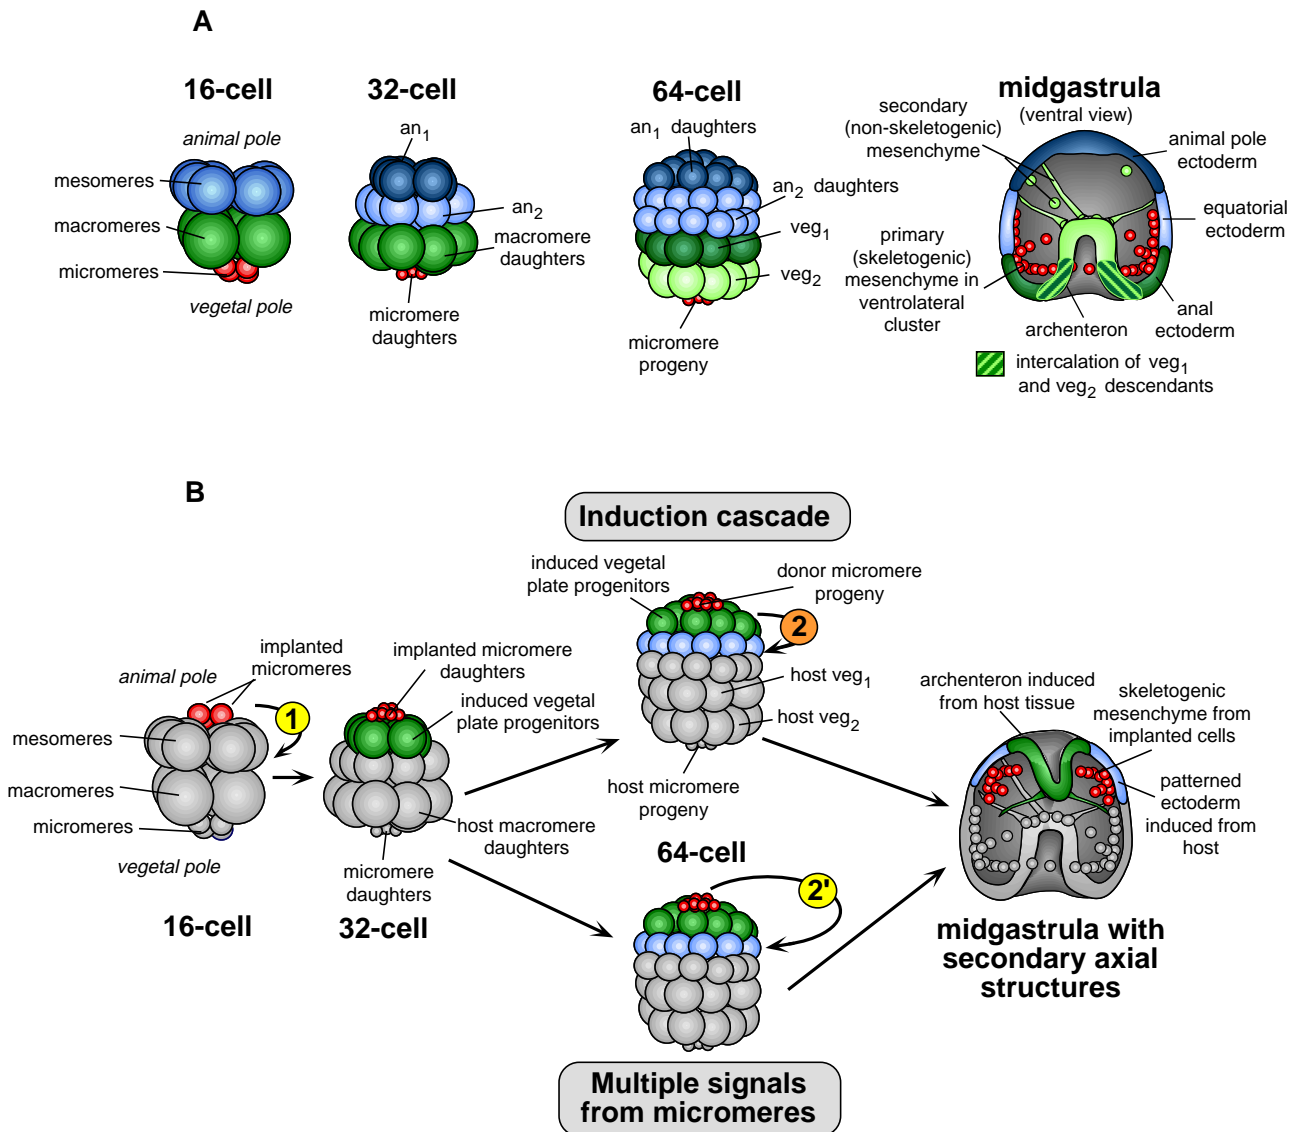 A
16-cell
animal pole
mesomeres
macromeres
micromeres
vegetal pole
32-cell
an1
an2
macromere
daughters
micromere
daughters
64-cell
an1 daughters
an2 daughters
veg1
veg2
micromere
progeny
midgastrula
(ventral view)
secondary
(non-skeletogenic)
mesenchyme
animal pole
ectoderm
equatorial
ectoderm
primary
(skeletogenic)
mesenchyme in
ventrolateral
cluster
anal
ectoderm
archenteron
intercalation of veg1
and veg2 descendants
B
Induction cascade
implanted
micromeres
animal pole
1
mesomeres
macromeres
micromeres
vegetal pole
16-cell
implanted micromere
daughters
induced vegetal
plate progenitors
host macromere
daughters
micromere
daughters
32-cell
induced vegetal
plate progenitors
donor micromere
progeny
2
host veg1
host veg2
host micromere
progeny
64-cell
2'
Multiple signals
from micromeres
archenteron induced
from host tissue
skeletogenic
mesenchyme from
implanted cells
patterned
ectoderm
induced from
host
midgastrula with
secondary axial
structures